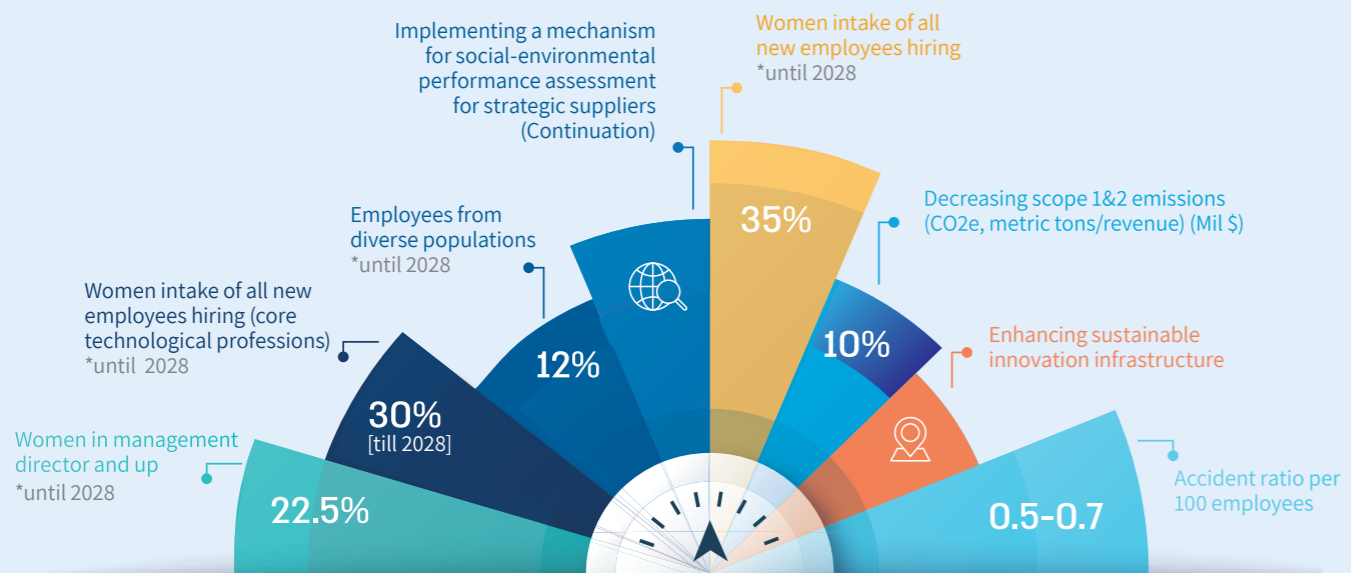 Implementing a mechanism
for social-environmental
performance assessment
for strategic suppliers
(Continuation)
Women intake of all
new employees hiring
*until 2028
35%
Employees from
diverse populations
*until 2028
12%
Decreasing scope 1&2 emissions
(CO2e, metric tons/revenue) (Mil $)
10%
Women intake of all new
employees hiring (core
technological professions)
*until 2028
30%
[till 2028]
Enhancing sustainable
innovation infrastructure
Women in management
director and up
*until 2028
22.5%
Accident ratio per
100 employees
0.5-0.7